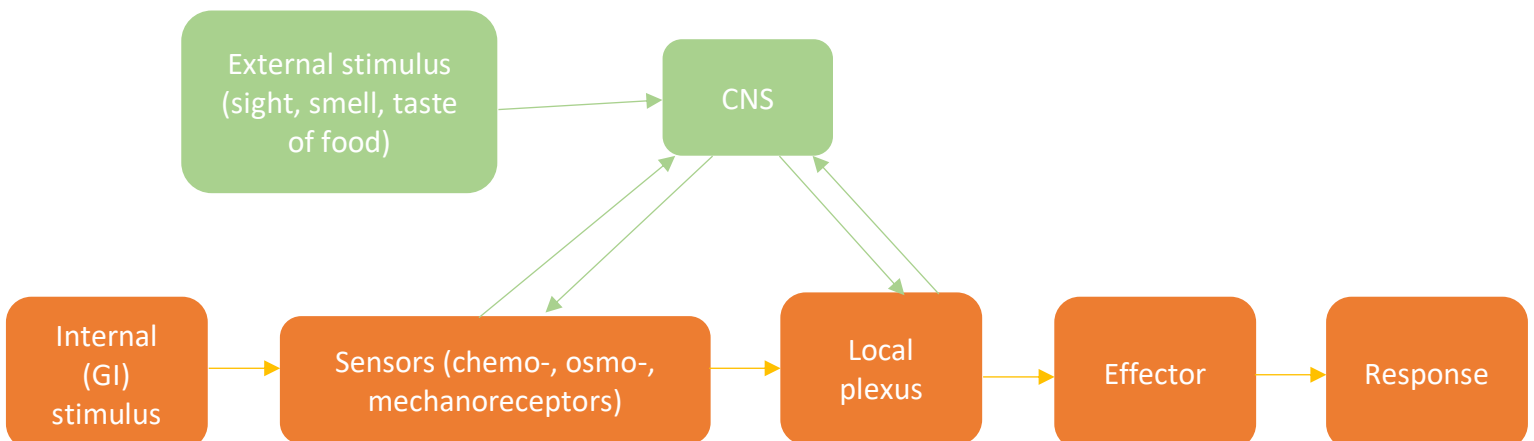 External stimulus
(sight, smell, taste
of food)
CNS
Internal
(GI)
stimulus
Sensors (chemo-, osmo-,
mechanoreceptors)
Local
plexus
Effector
Response